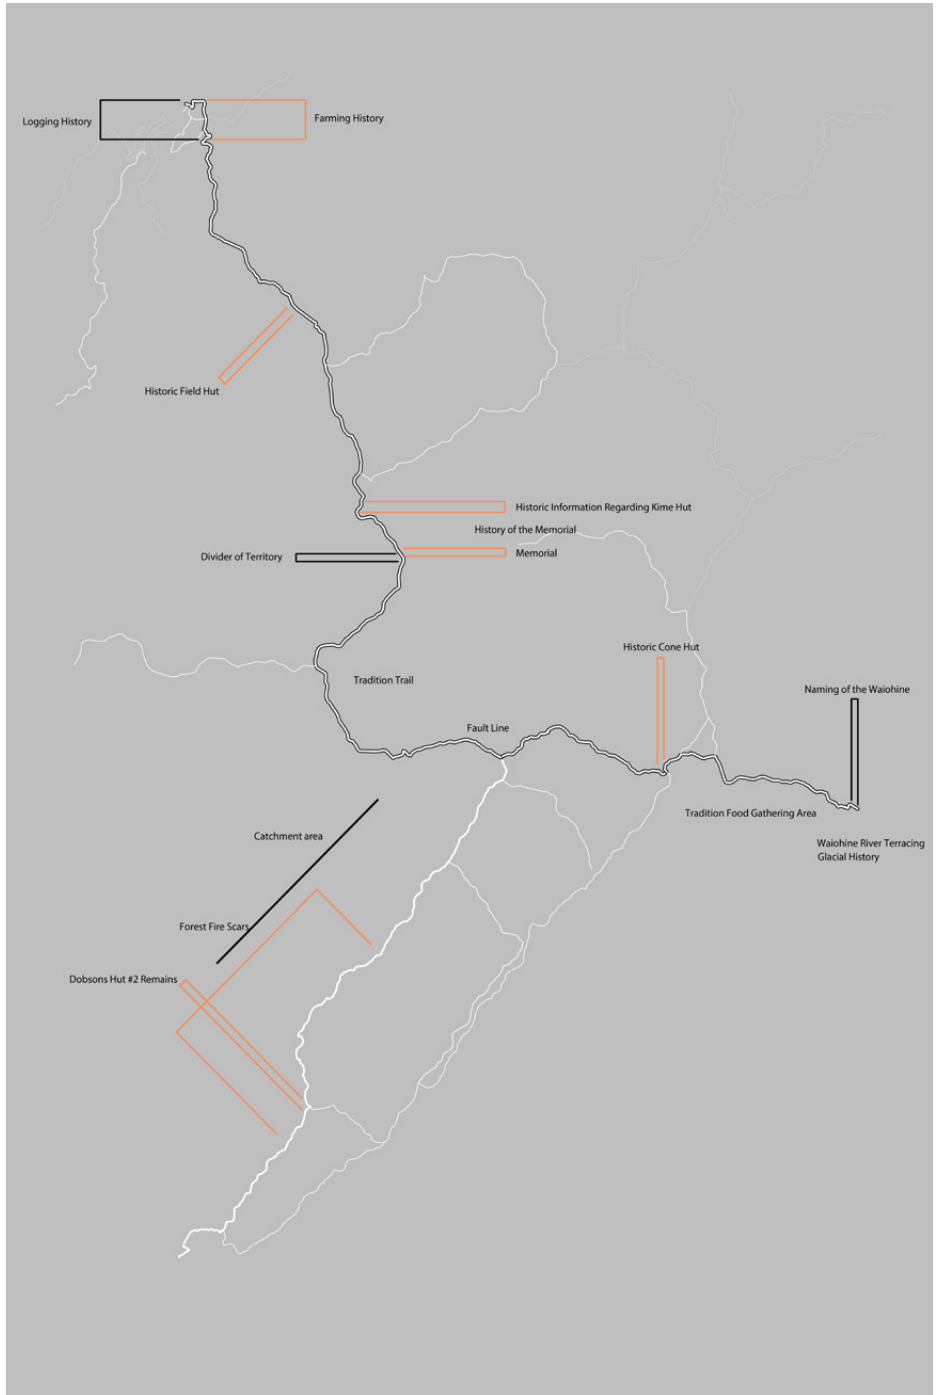 Farming History
Logging History
Historic Field Hut
Historic Information Regarding Kime Hut
History of the Memorial
Memorial
Divider of Territory
Historic Cone Hut
Tradition Trail
Naming of the Waiohine
Fault Line
Tradition Food Gathering Area
Catchment area
Waiohine River Terracing
Glacial History
Forest Fire Scars
Dobsons Hut #2 Remains